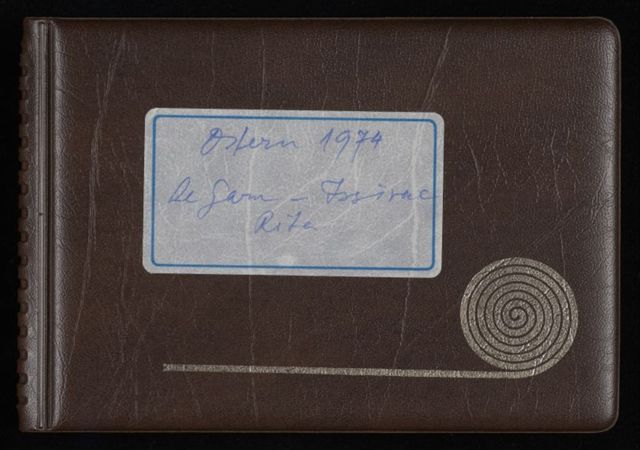 Ostern 1974
Le Garn - Issirac
Rita